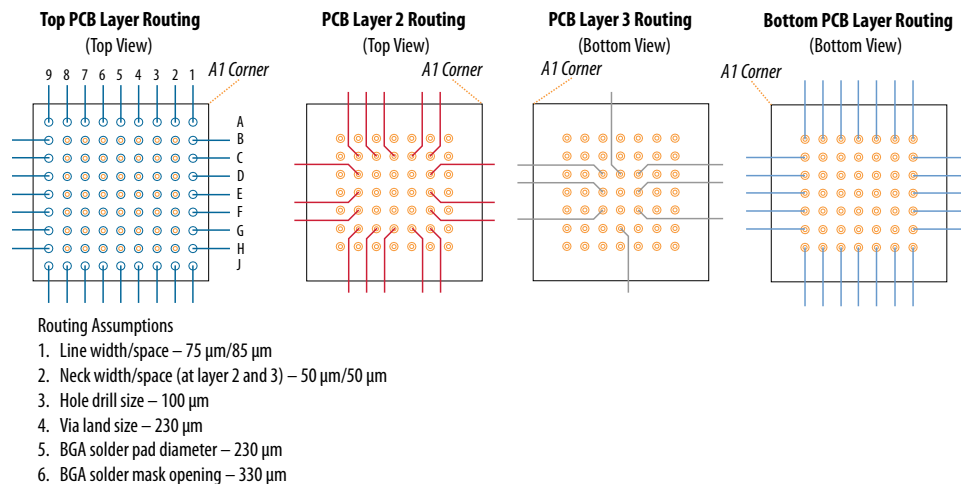 Top PCB Layer Routing
(Top View)
PCB Layer 2 Routing
(Top View)
PCB Layer 3 Routing
(Bottom View)
Bottom PCB Layer Routing
(Bottom View)
A1 Corner
A1 Corner
A1 Corner
A1 Corner
9 8 7 6 5 4 3 2 1
A
B
C
D
E
F
G
H
J
Routing Assumptions
1. Line width/space – 75 μm/85 μm
2. Neck width/space (at layer 2 and 3) – 50 μm/50 μm
3. Hole drill size – 100 μm
4. Via land size – 230 μm
5. BGA solder pad diameter – 230 μm
6. BGA solder mask opening – 330 μm